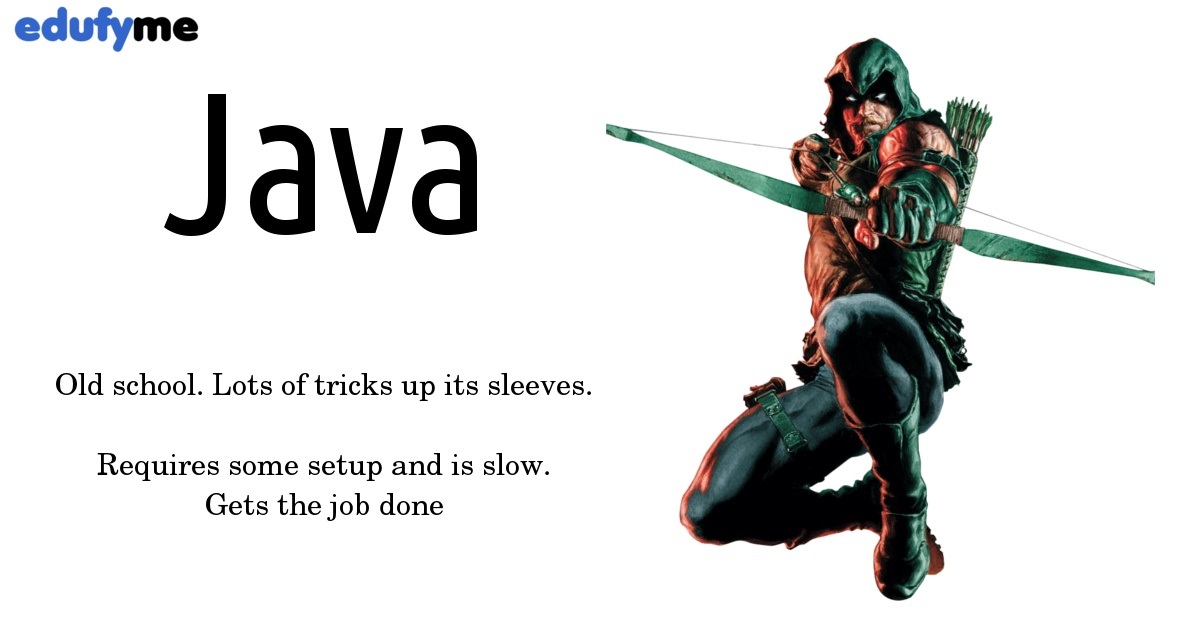 edufyme
Java
Old school. Lots of tricks up its sleeves.
Requires some setup and is slow.
Gets the job done